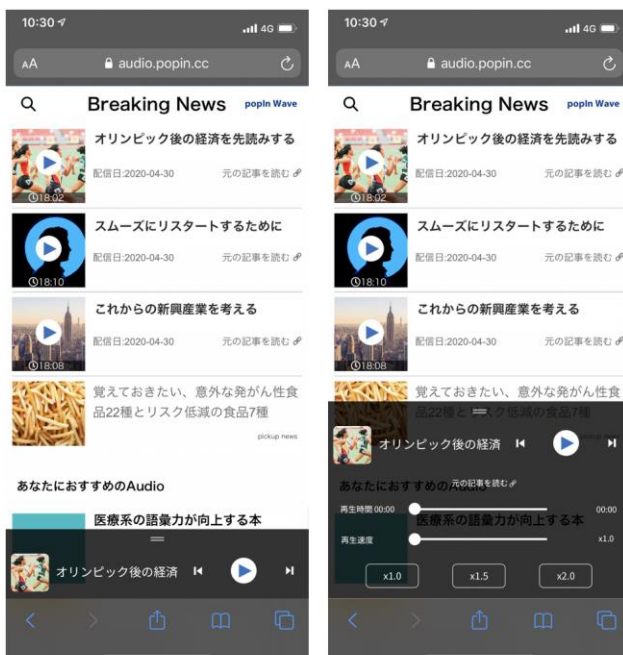 10:30
4G
AA
audio.popin.cc
Breaking News
popIn Wave
オリンピック後の経済を先読みする
配信日:2020-04-30
元の記事を読む
18:02
スムーズにリスタートするために
配信日:2020-04-30
元の記事を読む
18:10
これからの新興産業を考える
配信日:2020-04-30
元の記事を読む
18:08
覚えておきたい、意外な発がん性食
品22種とリスク低減の食品7種
pickup news
あなたにおすすめのAudio
医療系の語彙力が向上する本
オリンピック後の経済
10:30
4G
AA
audio.popin.cc
Breaking News
popIn Wave
オリンピック後の経済を先読みする
配信日:2020-04-30
元の記事を読む
18:02
スムーズにリスタートするために
配信日:2020-04-30
元の記事を読む
18:10
これからの新興産業を考える
配信日:2020-04-30
元の記事を読む
18:08
覚えておきたい、意外な発がん性食
品22種とリスク低減の食品7種
オリンピック後の経済
元の記事を読む
あなたにおすすめのAudio
再生時間 00:00
00:00
医療系の語彙力が向上する本
再生速度
x1.0
x1.0
x1.5
x2.0